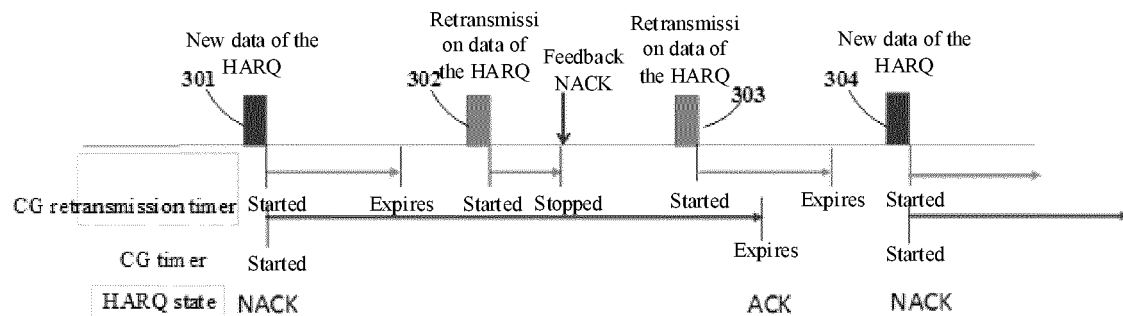 New data of the
HARQ
301
Retransmissi
on data of
the HARQ
302
Feedback
NACK
Retransmissi
on data of
the HARQ
303
New data of the
HARQ
304
CG retransmission timer
Started
Expires
Started
Stopped
Started
Expires
Started
CG timer
Started
Expires
Started
HARQ state
NACK
ACK
NACK